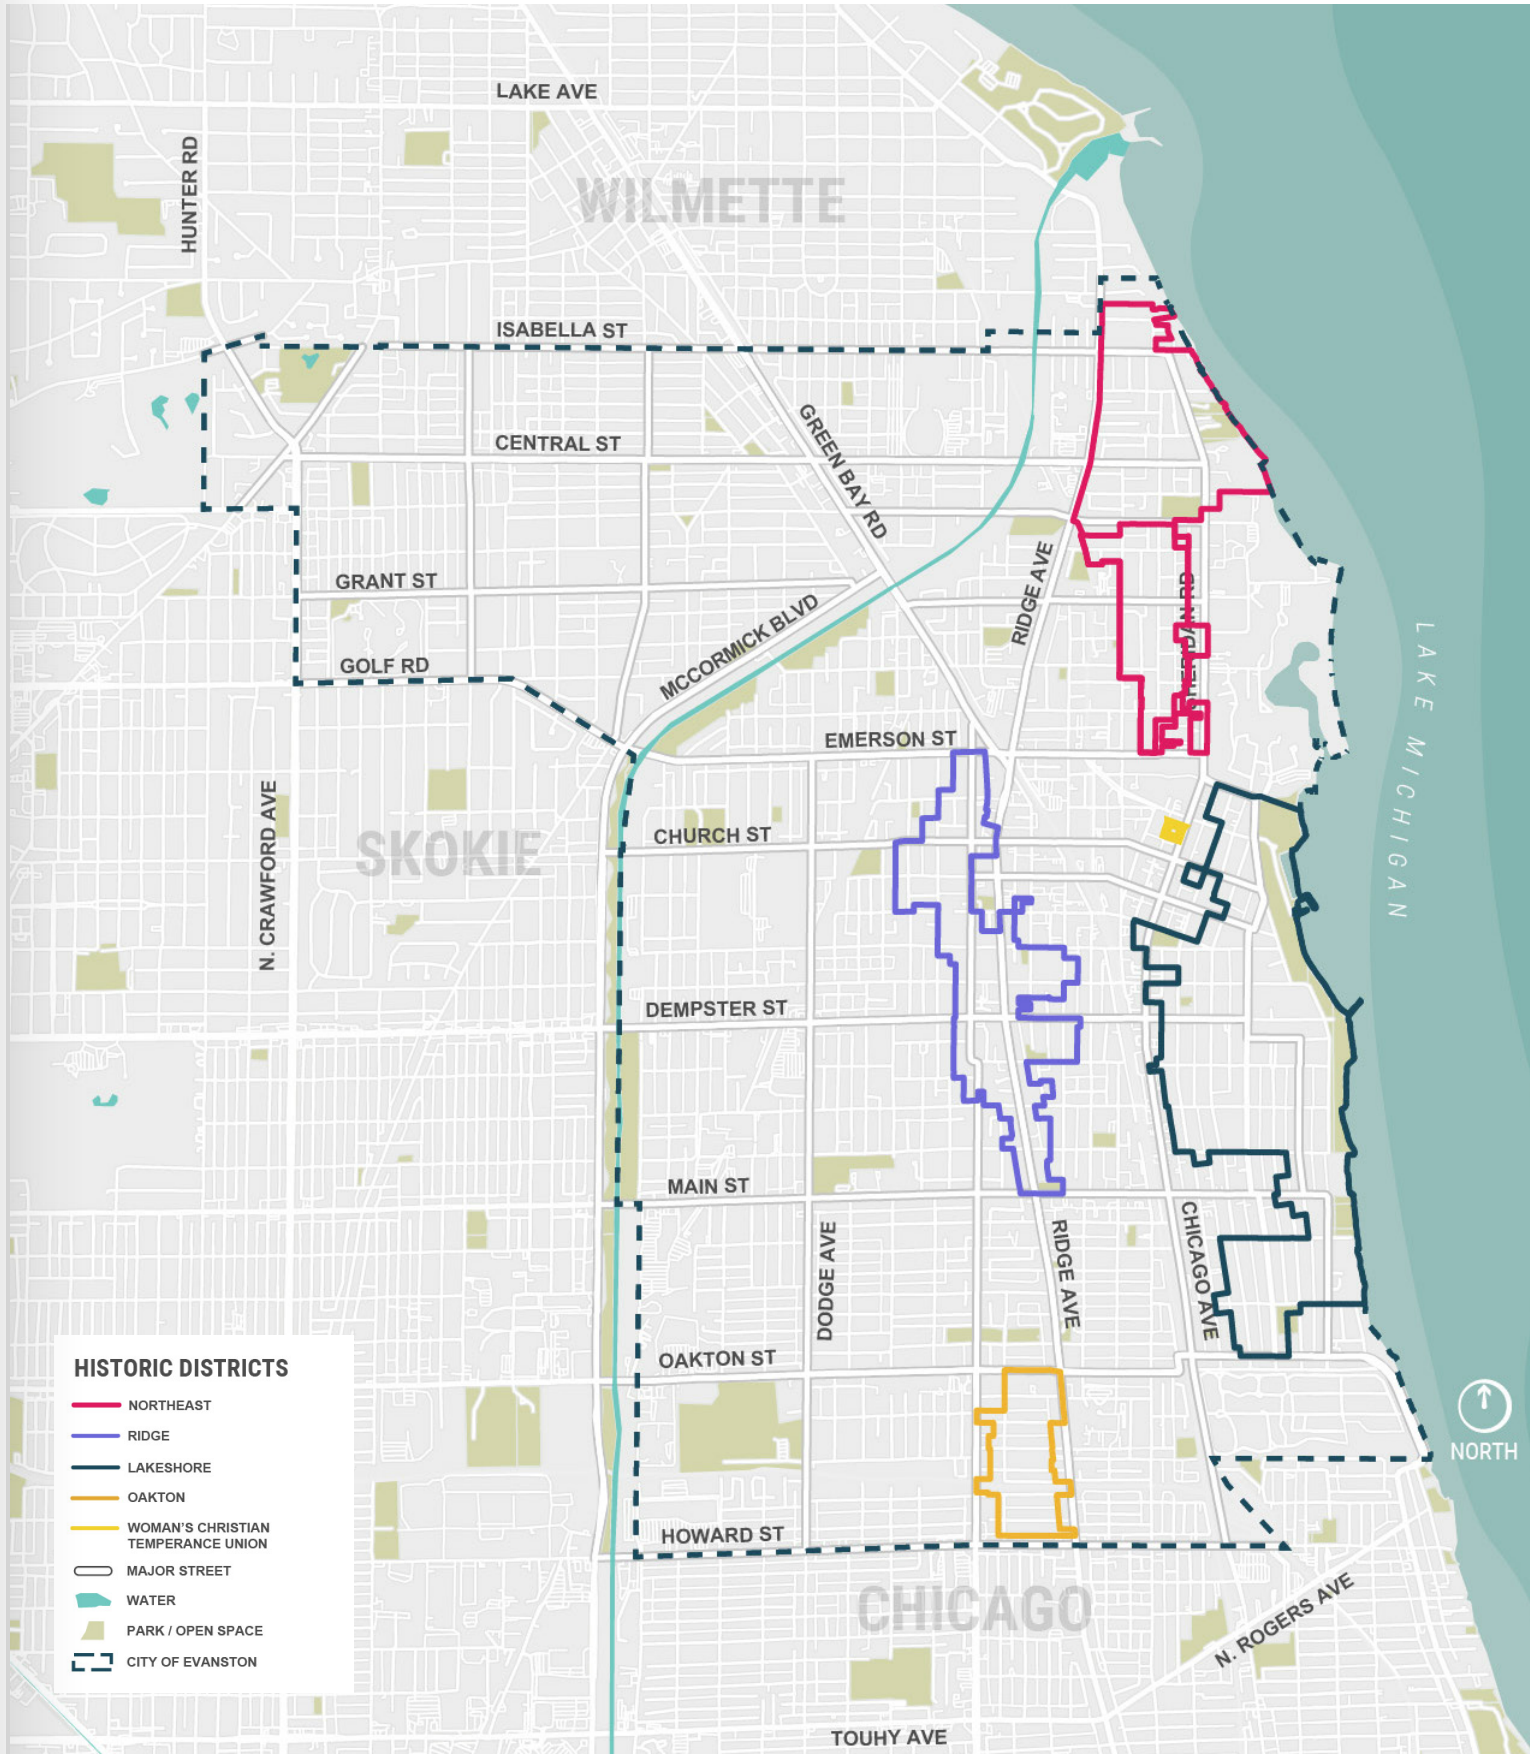 LAKE AVE
HUNTER RD
WILMETTE
ISABELLA ST
GREEN BAY RD
CENTRAL ST
RIDGE AVE
GRANT ST
SHERIDAN RD
MCCORMICK BLVD
GOLF RD
LAKE MICHIGAN
EMERSON ST
N. CRAWFORD AVE
CHURCH ST
SKOKIE
DEMPSTER ST
MAIN ST
DODGE AVE
RIDGE AVE
CHICAGO AVE
OAKTON ST
HISTORIC DISTRICTS
NORTHEAST
RIDGE
LAKESHORE
OAKTON
WOMAN'S CHRISTIAN
TEMPERANCE UNION
MAJOR STREET
WATER
PARK / OPEN SPACE
CITY OF EVANSTON
NORTH
HOWARD ST
CHICAGO
N. ROGERS AVE
TOUHY AVE